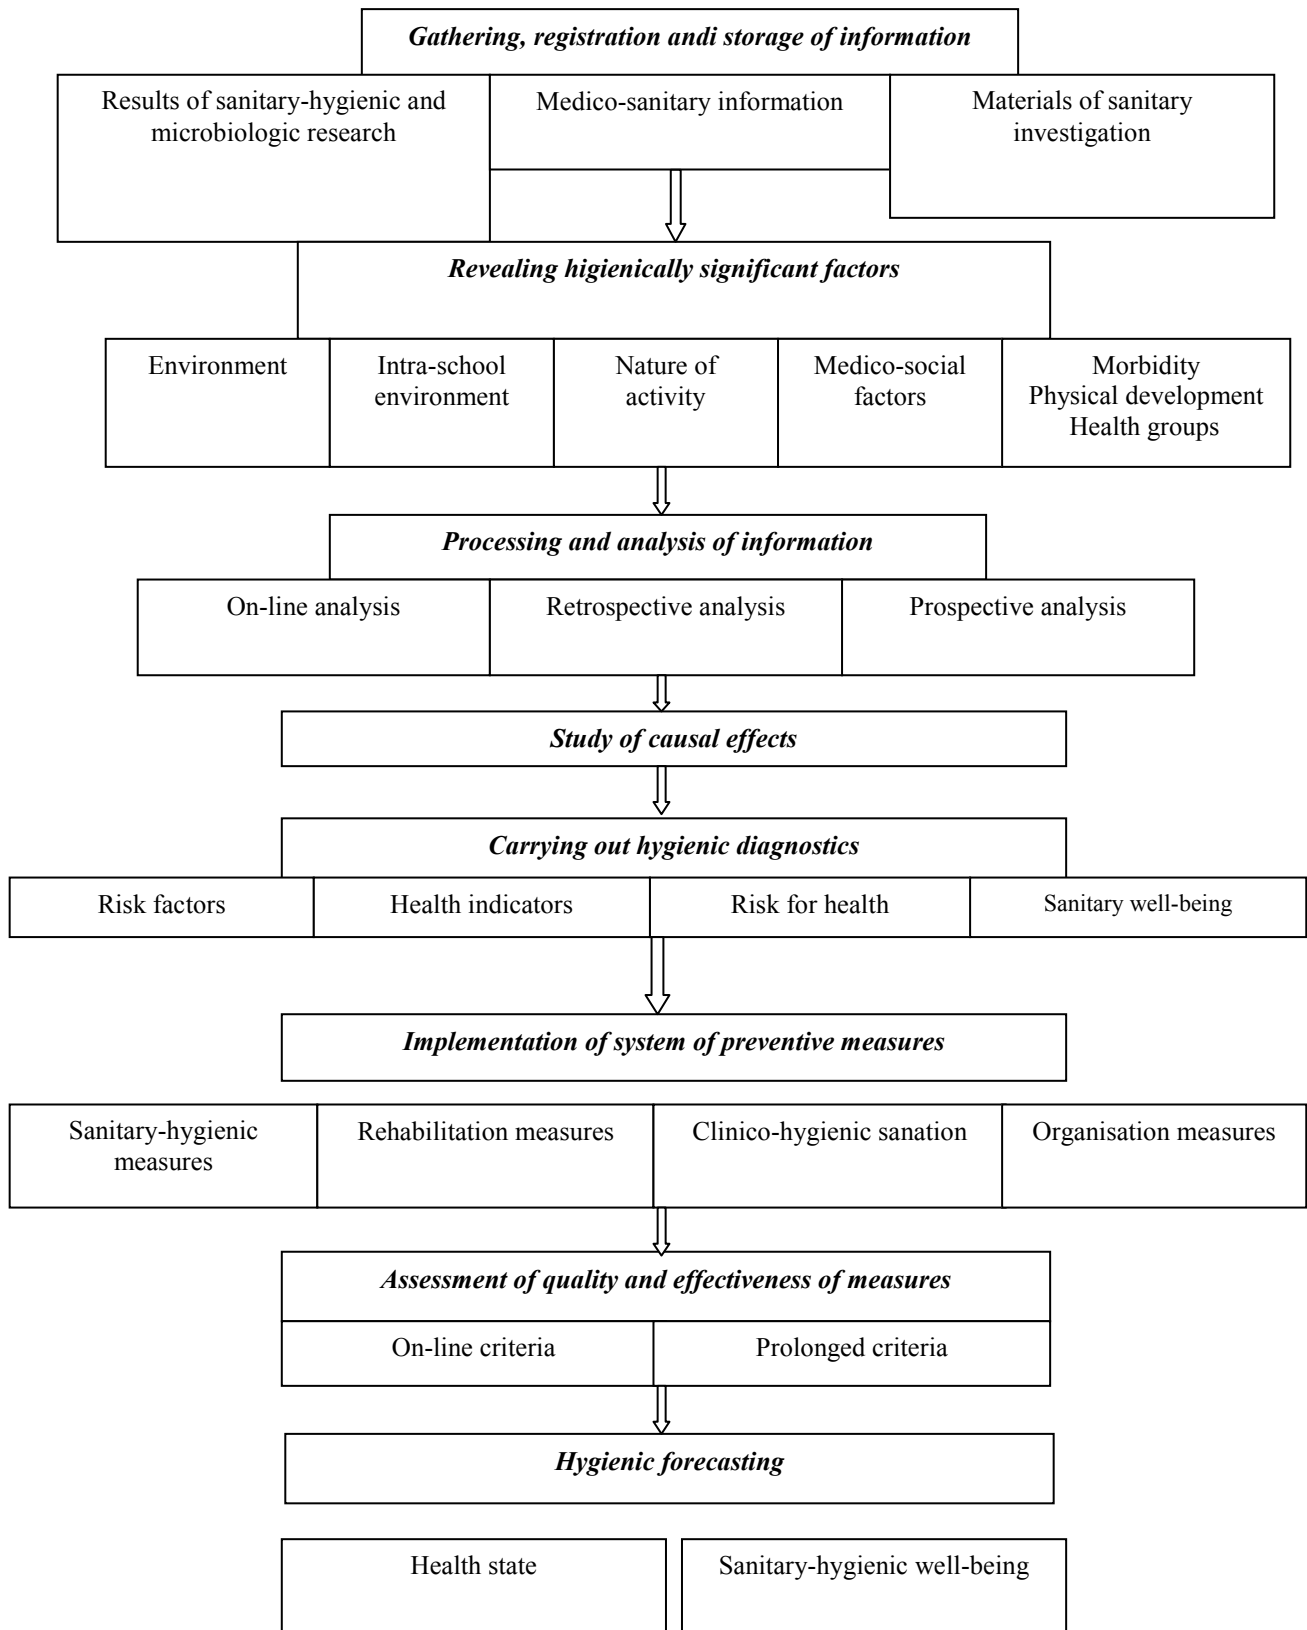 Gathering, registration andi storage of information
Results of sanitary-hygienic and
microbiologic research
Medico-sanitary information
Materials of sanitary
investigation
Revealing higienically significant factors
Environment
Intra-school
environment
Nature of
activity
Medico-social
factors
Morbidity
Physical development
Health groups
Processing and analysis of information
On-line analysis
Retrospective analysis
Prospective analysis
Study of causal effects
Carrying out hygienic diagnostics
Risk factors
Health indicators
Risk for health
Sanitary well-being
Implementation of system of preventive measures
Sanitary-hygienic
measures
Rehabilitation measures
Clinico-hygienic sanation
Organisation measures
Assessment of quality and effectiveness of measures
On-line criteria
Prolonged criteria
Hygienic forecasting
Health state
Sanitary-hygienic well-being